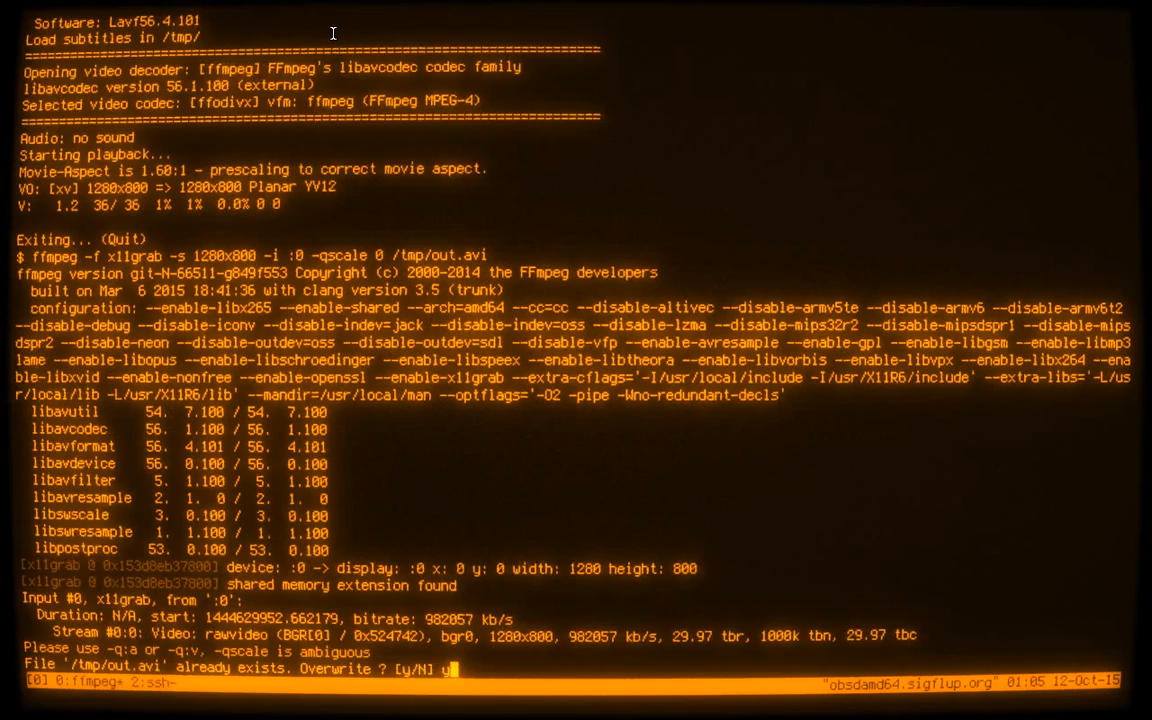 Software: Lavf56.4.101
Load subtitles in /tmp/
==========================================================================
Opening video decoder: [ffmpeg] FFmpeg's libavcodec codec family
libavcodec version 56.1.100 (external)
Selected video codec: [ffodivx] vfm: ffmpeg (FFmpeg MPEG-4)
==========================================================================
Audio: no sound
Starting playback...
Movie-Aspect is 1.60:1 - prescaling to correct movie aspect.
VO: [xv] 1280x800 => 1280x800 Planar YV12
V:   1.2  36/ 36  1%  1%  0.0% 0 0
Exiting... (Quit)
$ ffmpeg -f x11grab -s 1280x800 -i :0 -qscale 0 /tmp/out.avi
ffmpeg version git-N-66511-g849f553 Copyright (c) 2000-2014 the FFmpeg developers
built on Mar  6 2015 18:41:36 with clang version 3.5 (trunk)
configuration: --enable-libx265 --enable-shared --arch=amd64 --cc=cc --disable-altivec --disable-armv5te --disable-armv6 --disable-armv6t2
--disable-debug --disable-iconv --disable-indev=jack --disable-indev=oss --disable-lzma --disable-mips32r2 --disable-mipsdspr1 --disable-mips
dspr2 --disable-neon --disable-outdev=oss --disable-outdev=sdl --disable-vfp --enable-avresample --enable-gpl --enable-libgsm --enable-libmp3
lame --enable-libopus --enable-libschroedinger --enable-libspeex --enable-libtheora --enable-libvorbis --enable-libvpx --enable-libx264 --ena
ble-libxvid --enable-nonfree --enable-openssl --enable-x11grab --extra-cflags='-I/usr/local/include -I/usr/X11R6/include' --extra-libs='-L/us
r/local/lib -L/usr/X11R6/lib' --mandir=/usr/local/man --optflags='-O2 -pipe -Wno-redundant-decls'
libavutil      54.  7.100 / 54.  7.100
libavcodec     56.  1.100 / 56.  1.100
libavformat    56.  4.101 / 56.  4.101
libavdevice    56.  0.100 / 56.  0.100
libavfilter     5.  1.100 /  5.  1.100
libavresample   2.  1.  0 /  2.  1.  0
libswscale      3.  0.100 /  3.  0.100
libswresample   1.  1.100 /  1.  1.100
libpostproc    53.  0.100 / 53.  0.100
[x11grab @ 0x153d8eb37800] device: :0 -> display: :0 x: 0 y: 0 width: 1280 height: 800
[x11grab @ 0x153d8eb37800] shared memory extension found
Input #0, x11grab, from ':0':
Duration: N/A, start: 1444629952.662179, bitrate: 982057 kb/s
Stream #0:0: Video: rawvideo (BGR[0] / 0x524742), bgr0, 1280x800, 982057 kb/s, 29.97 tbr, 1000k tbn, 29.97 tbc
Please use -q:a or -q:v, -qscale is ambiguous
File '/tmp/out.avi' already exists. Overwrite ? [y/N] y
[0] 0:ffmpeg* 2:ssh- "obsdamd64.sigflup.org" 01:05 12-Oct-15